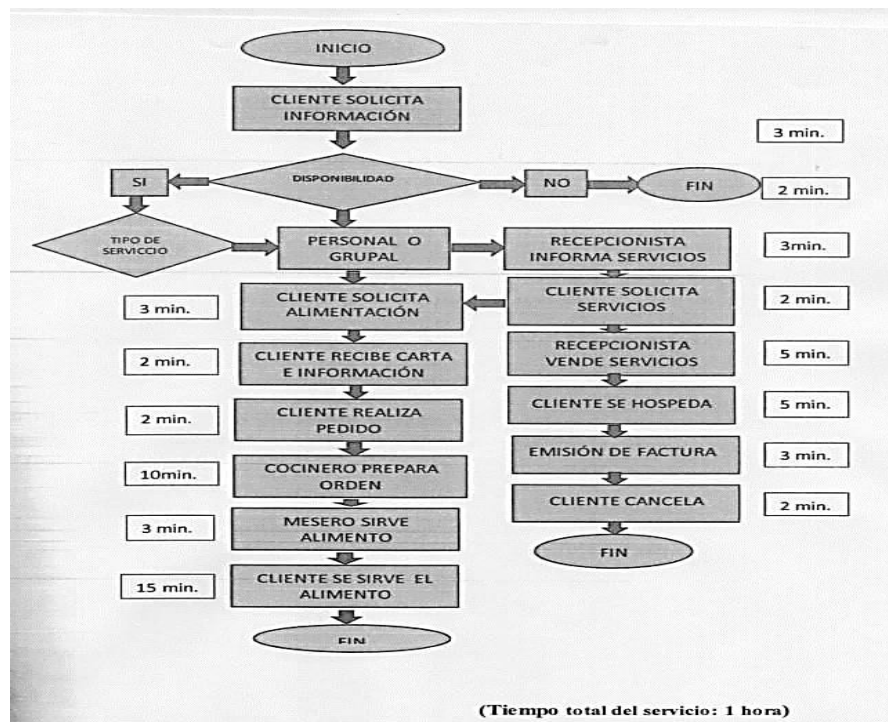 INICIO
CLIENTE SOLICITA
INFORMACIÓN
3 min.
DISPONIBILIDAD
SI
NO
FIN
2 min.
TIPO DE
SERVICCIO
PERSONAL O
GRUPAL
RECEPCIONISTA
INFORMA SERVICIOS
3min.
3 min.
CLIENTE SOLICITA
ALIMENTACIÓN
CLIENTE SOLICITA
SERVICIOS
2 min.
2 min.
CLIENTE RECIBE CARTA
E INFORMACIÓN
RECEPCIONISTA
VENDE SERVICIOS
5 min.
2 min.
CLIENTE REALIZA
PEDIDO
CLIENTE SE HOSPEDA
5 min.
10min.
COCINERO PREPARA
ORDEN
EMISIÓN DE FACTURA
3 min.
3 min.
MESERO SIRVE
ALIMENTO
CLIENTE CANCELA
2 min.
FIN
15 min.
CLIENTE SE SIRVE EL
ALIMENTO
FIN
(Tiempo total del servicio: 1 hora)